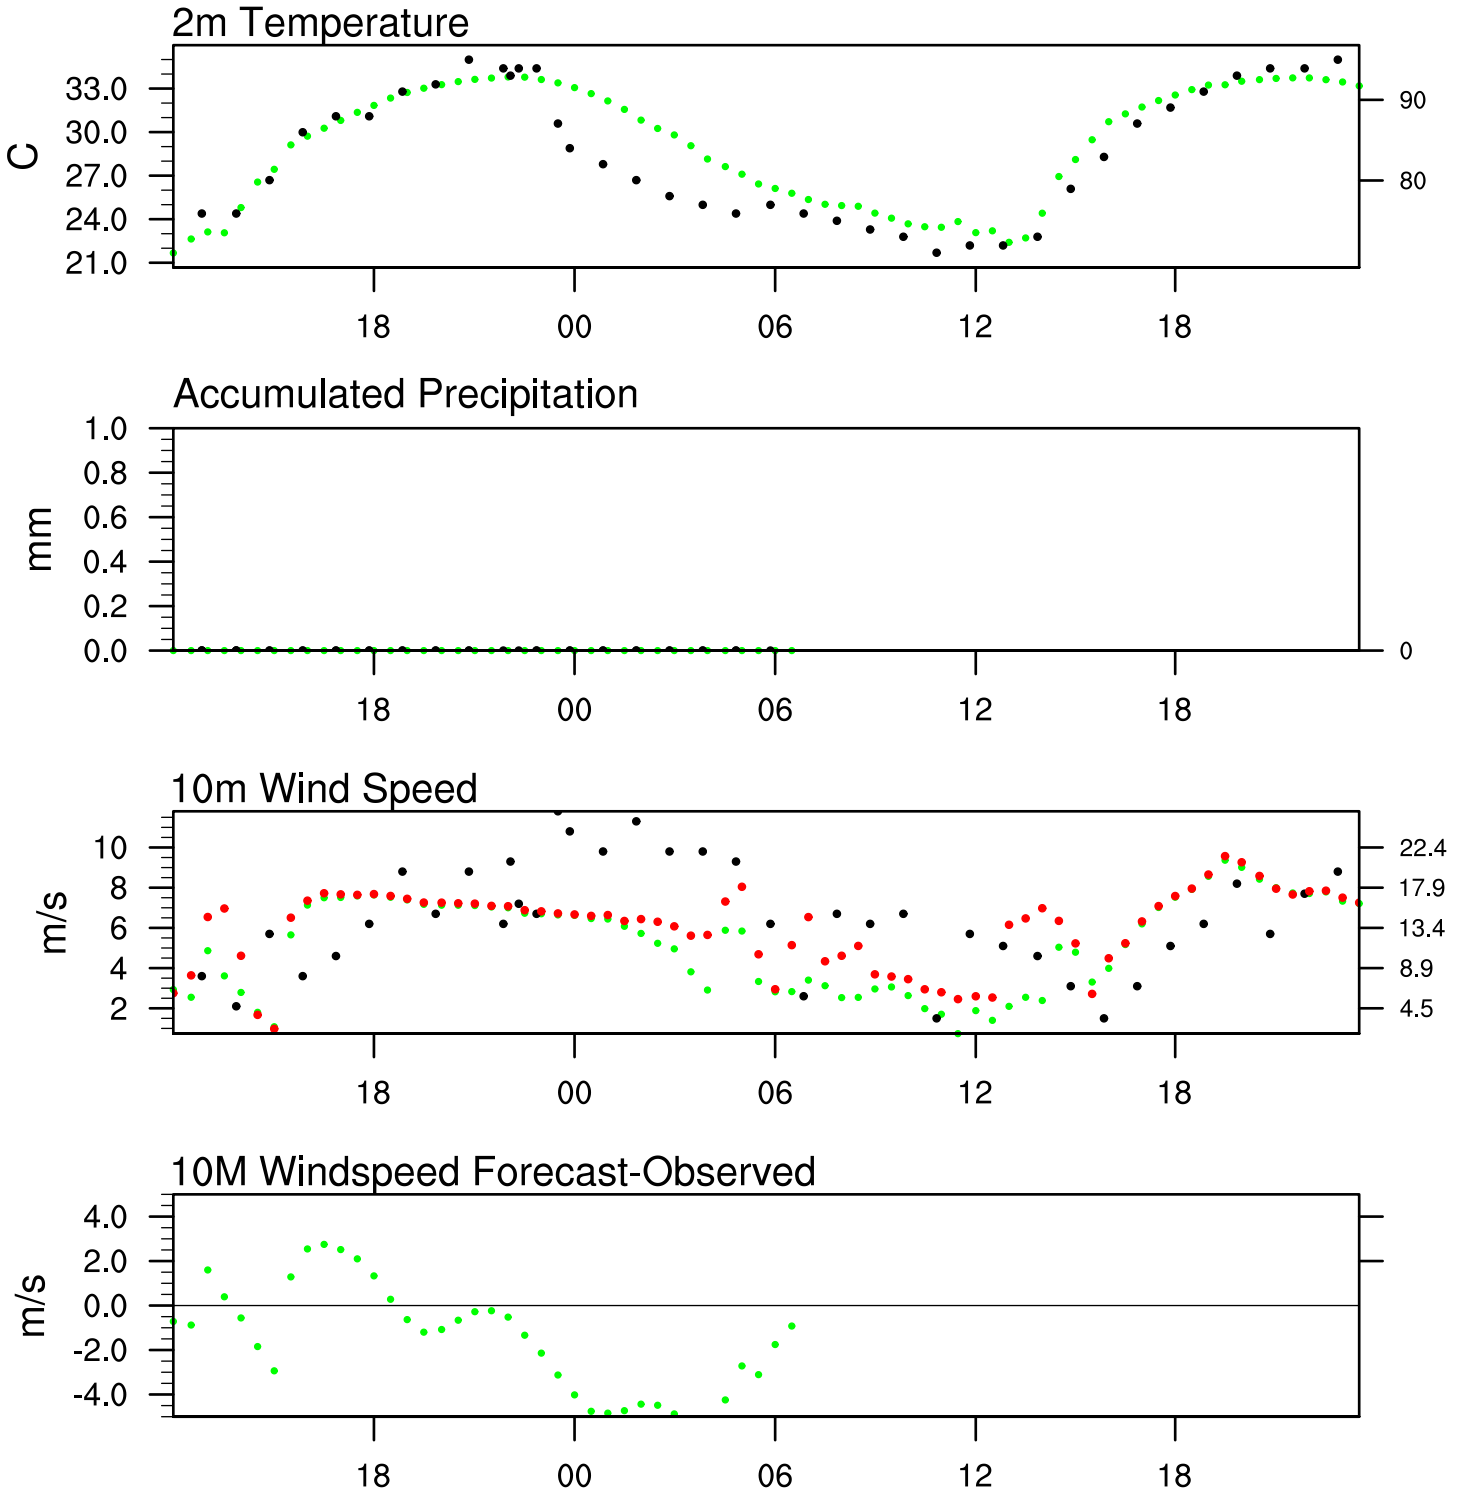 2m Temperature
33.0
30.0
27.0
24.0
21.0
C
90
80
18 00 06 12 18
Accumulated Precipitation
1.0
0.8
0.6
0.4
0.2
0.0
mm
0
18 00 06 12 18
10m Wind Speed
10
8
6
4
2
m/s
22.4
17.9
13.4
8.9
4.5
18 00 06 12 18
10M Windspeed Forecast-Observed
4.0
2.0
0.0
-2.0
-4.0
m/s
18 00 06 12 18